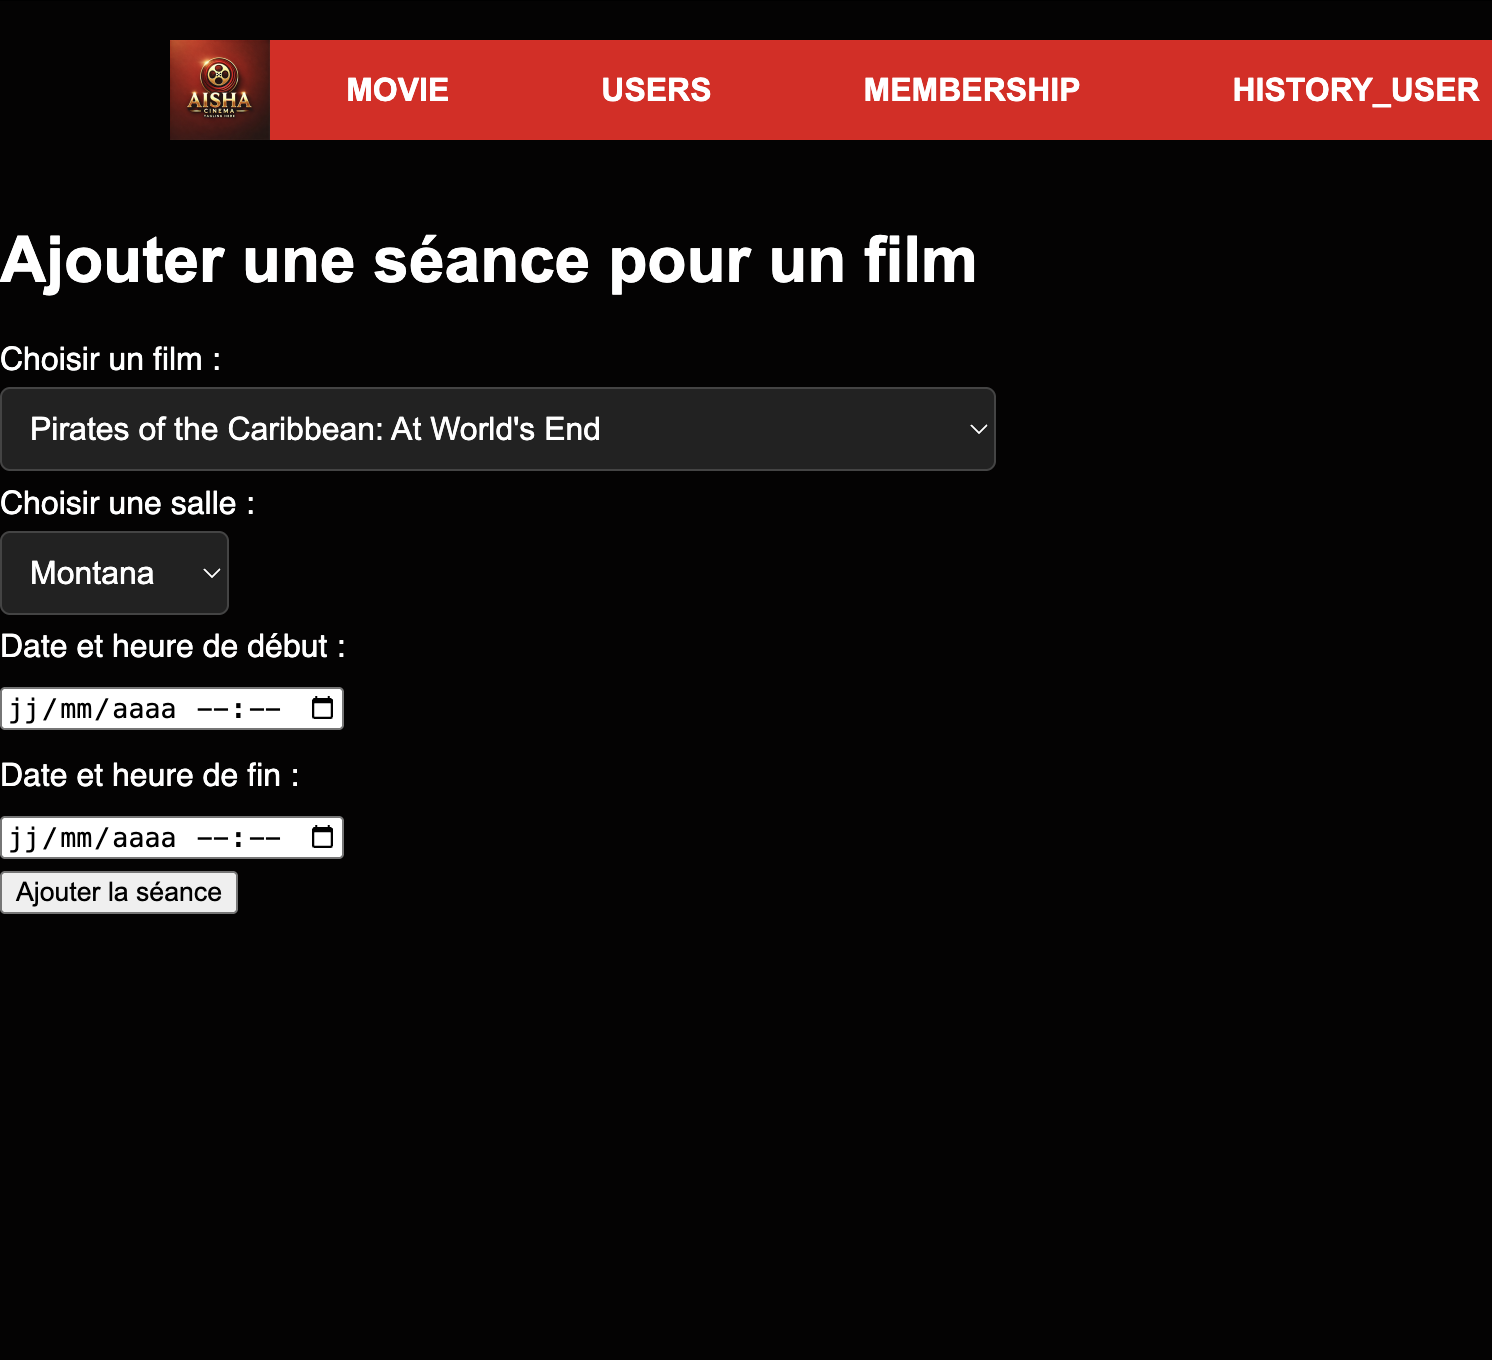 AISHA
CINEMA
TAGLINE HERE
MOVIE USERS MEMBERSHIP HISTORY_USER
Ajouter une séance pour un film
Choisir un film :
Pirates of the Caribbean: At World's End
Choisir une salle :
Montana
Date et heure de début :
jj/mm/aaaa --:--
Date et heure de fin :
jj/mm/aaaa --:--
Ajouter la séance